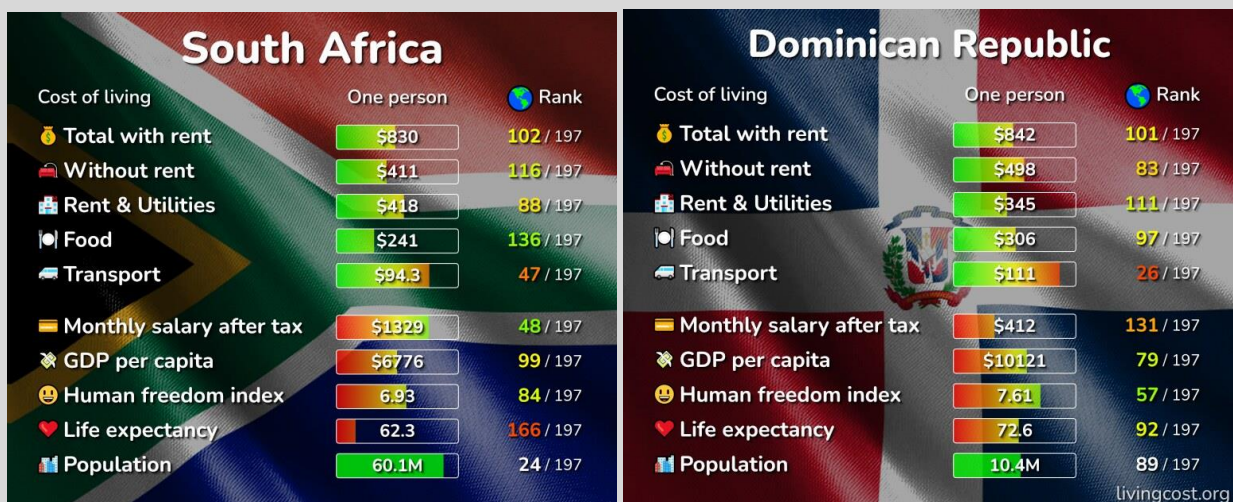 South Africa
Cost of living One person Rank
Total with rent $830 102 / 197
Without rent $411 116 / 197
Rent & Utilities $418 88 / 197
Food $241 136 / 197
Transport $94.3 47 / 197
Monthly salary after tax $1329 48 / 197
GDP per capita $6776 99 / 197
Human freedom index 6.93 84 / 197
Life expectancy 62.3 166 / 197
Population 60.1M 24 / 197
Dominican Republic
Cost of living One person Rank
Total with rent $842 101 / 197
Without rent $498 83 / 197
Rent & Utilities $345 111 / 197
Food $306 97 / 197
Transport $111 26 / 197
Monthly salary after tax $412 131 / 197
GDP per capita $10121 79 / 197
Human freedom index 7.61 57 / 197
Life expectancy 72.6 92 / 197
Population 10.4M 89 / 197
livingcost.org